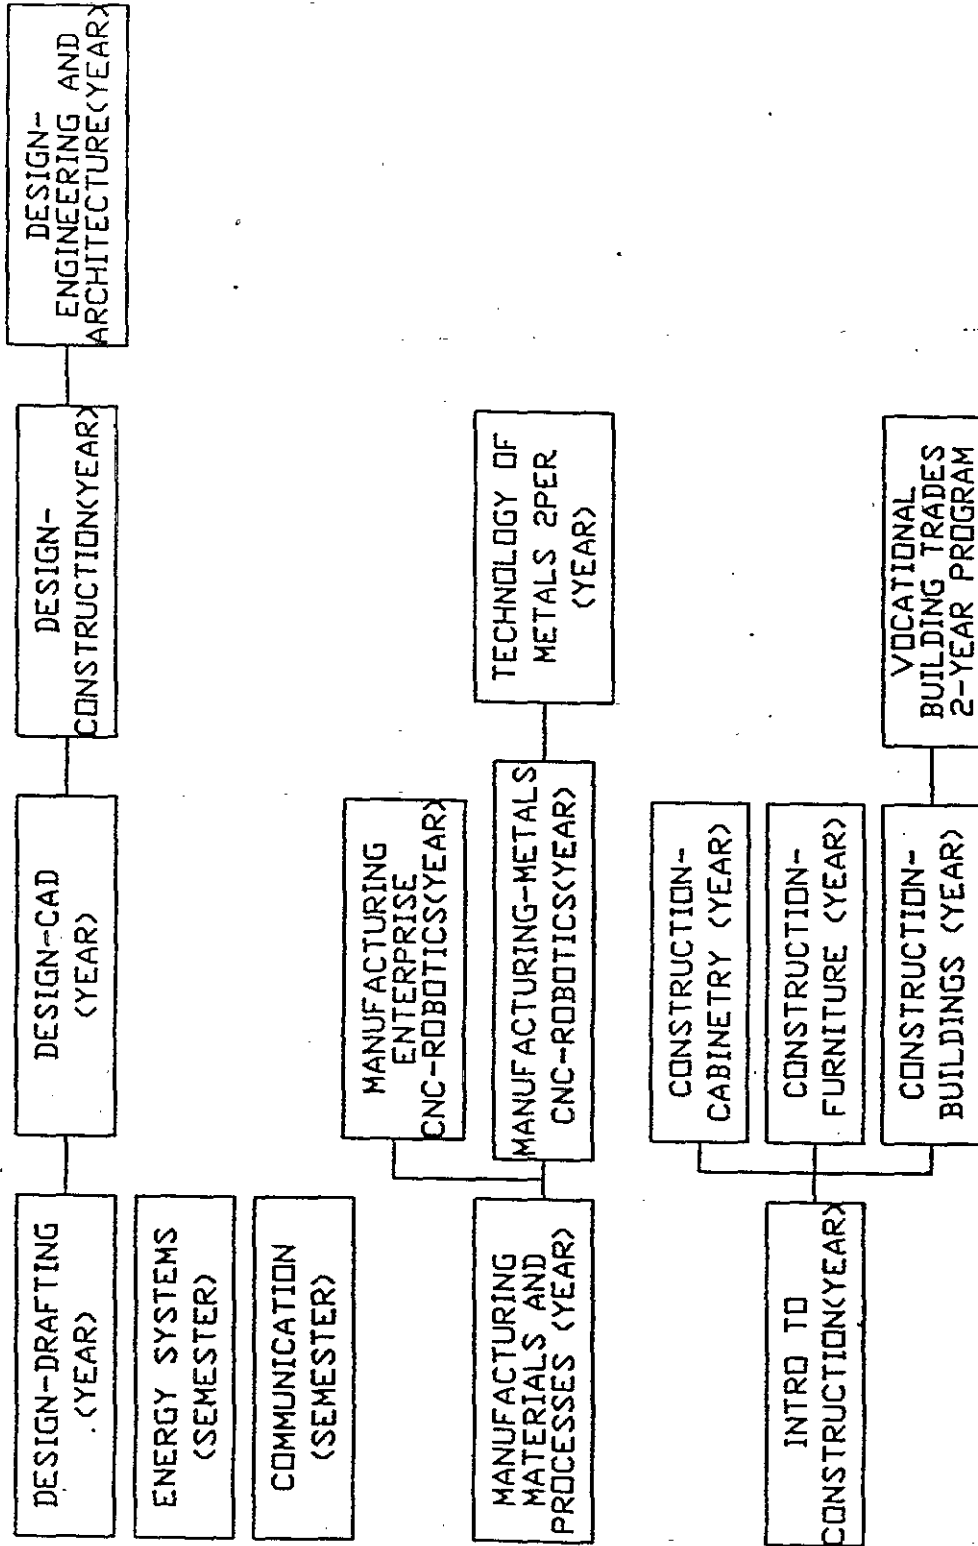 DESIGN-DRAFTING
.(YEAR)
DESIGN-CAD
(YEAR)
DESIGN-
CONSTRUCTION(YEAR)
DESIGN-
ENGINEERING AND
ARCHITECTURE(YEAR)
ENERGY SYSTEMS
(SEMESTER)
COMMUNICATION
(SEMESTER)
MANUFACTURING
MATERIALS AND
PROCESSES (YEAR)
MANUFACTURING
ENTERPRISE
CNC-ROBOTICS(YEAR)
MANUFACTURING-METALS
CNC-ROBOTICS(YEAR)
TECHNOLOGY OF
METALS 2PER
(YEAR)
INTRO TO
CONSTRUCTION(YEAR)
CONSTRUCTION-
CABINETRY (YEAR)
CONSTRUCTION-
FURNITURE (YEAR)
CONSTRUCTION-
BUILDINGS (YEAR)
VOCATIONAL
BUILDING TRADES
2-YEAR PROGRAM